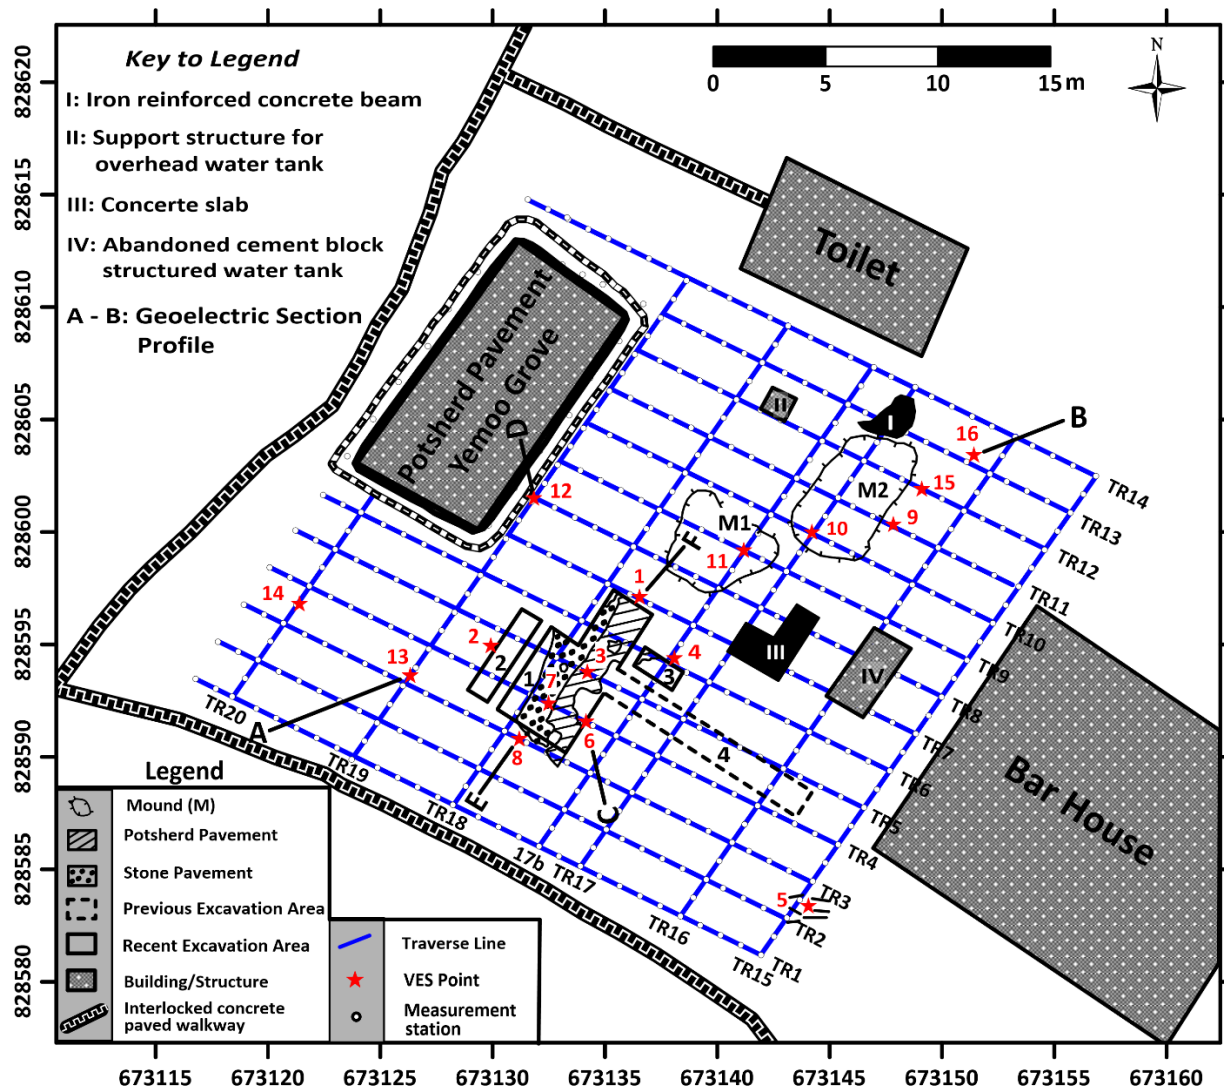 Key to Legend
I: Iron reinforced concrete beam
II: Support structure for
overhead water tank
III: Concerte slab
IV: Abandoned cement block
structured water tank
A - B: Geoelectric Section
Profile
0 5 10 15 m
N
Toilet
Potsherd Pavement
Yemoo Grove
Bar House
I
II
III
IV
M1
M2
A
B
C
D
E
F
1
2
3
4
5
6
7
8
9
10
11
12
13
14
15
16
1
2
3
4
TR14
TR13
TR12
TR11
TR10
TR9
TR8
TR7
TR6
TR5
TR4
TR3
TR2
TR1
TR15
TR16
TR17
17b
TR18
TR19
TR20
Legend
Mound (M)
Potsherd Pavement
Stone Pavement
Previous Excavation Area
Recent Excavation Area
Building/Structure
Interlocked concrete
paved walkway
Traverse Line
VES Point
Measurement
station
828620
828615
828610
828605
828600
828595
828590
828585
828580
673115 673120 673125 673130 673135 673140 673145 673150 673155 673160